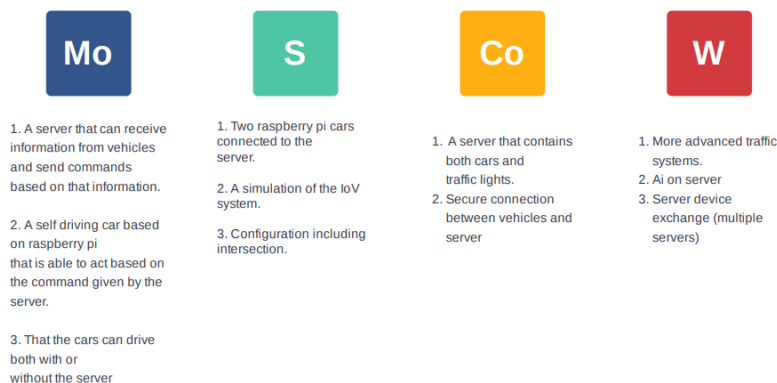 Mo
1. A server that can receive
information from vehicles
and send commands
based on that information.
2. A self driving car based
on raspberry pi
that is able to act based on
the command given by the
server.
3. That the cars can drive
both with or
without the server
S
1. Two raspberry pi cars
connected to the
server.
2. A simulation of the IoV
system.
3. Configuration including
intersection.
Co
1. A server that contains
both cars and
traffic lights.
2. Secure connection
between vehicles and
server
W
1. More advanced traffic
systems.
2. Ai on server
3. Server device
exchange (multiple
servers)